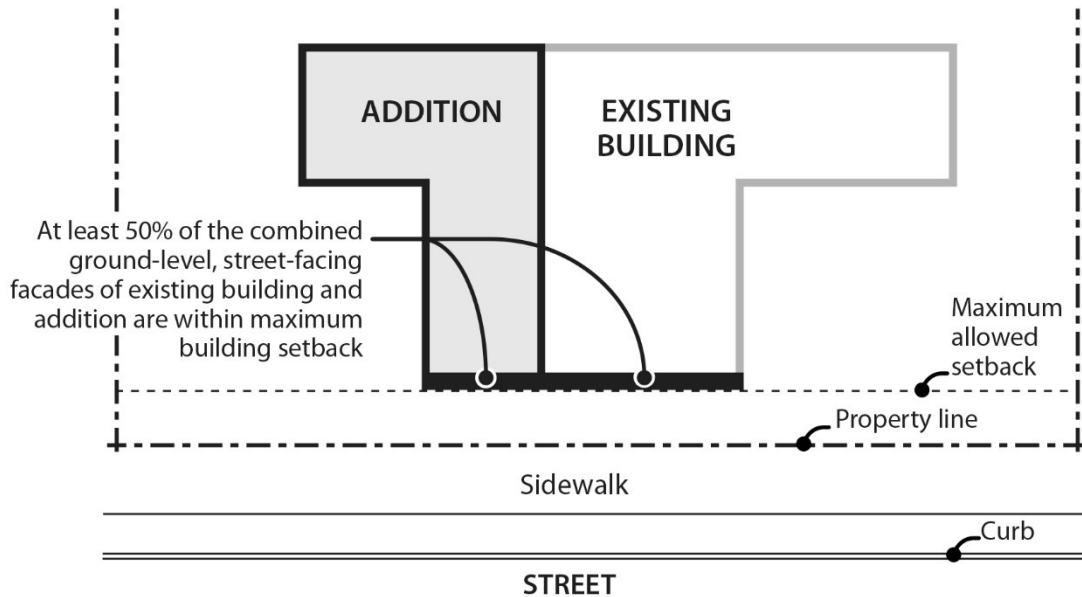 ADDITION
EXISTING
BUILDING
At least 50% of the combined
ground-level, street-facing
facades of existing building and
addition are within maximum
building setback
Maximum
allowed
setback
Property line
Sidewalk
Curb
STREET